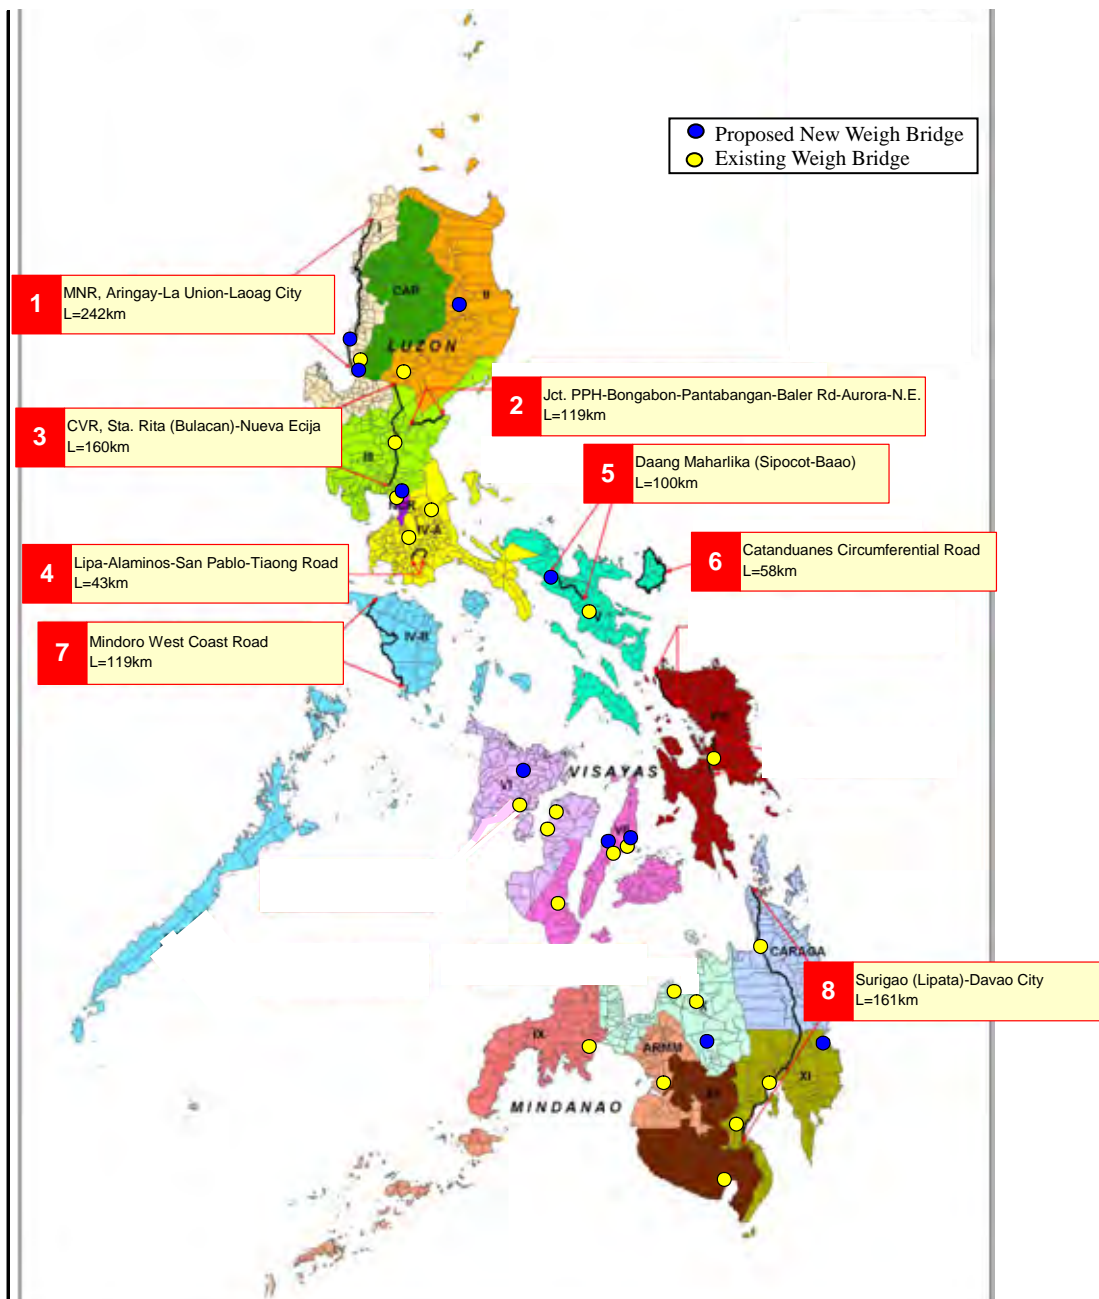 Proposed New Weigh Bridge
Existing Weigh Bridge
I
CAR
II
LUZON
1
MNR, Aringay-La Union-Laoag City
L=242km
2
Jct. PPH-Bongabon-Pantabangan-Baler Rd-Aurora-N.E.
L=119km
3
CVR, Sta. Rita (Bulacan)-Nueva Ecija
L=160km
III
5
Daang Maharlika (Sipocot-Baao)
L=100km
IV-A
4
Lipa-Alaminos-San Pablo-Tiaong Road
L=43km
6
Catanduanes Circumferential Road
L=58km
V
IV-B
7
Mindoro West Coast Road
L=119km
VISAYAS
VI
VII
CARAGA
8
Surigao (Lipata)-Davao City
L=161km
X
IX
ARMM
XI
MINDANAO